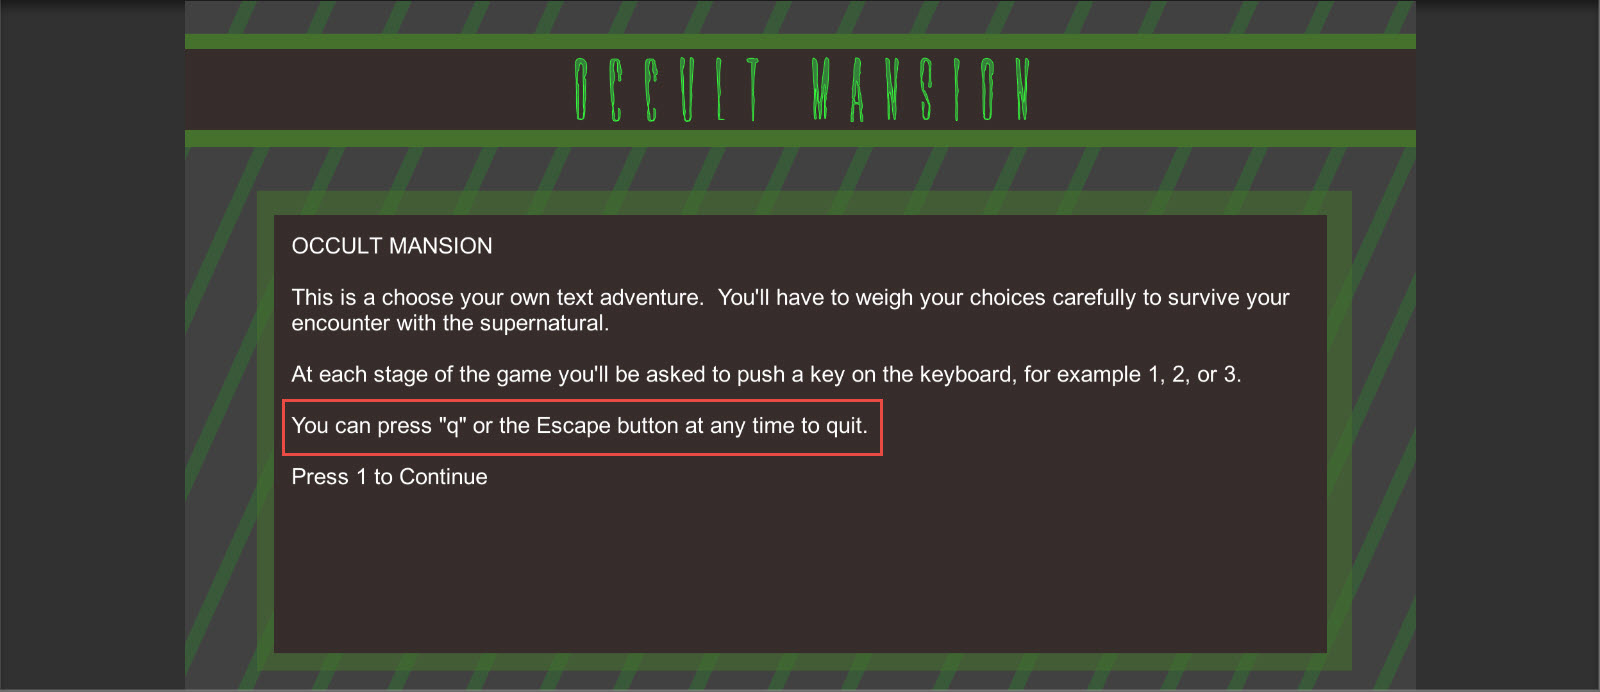 OCCULT MANSION
OCCULT MANSION
This is a choose your own text adventure.  You'll have to weigh your choices carefully to survive your
encounter with the supernatural.
At each stage of the game you'll be asked to push a key on the keyboard, for example 1, 2, or 3.
You can press "q" or the Escape button at any time to quit.
Press 1 to Continue